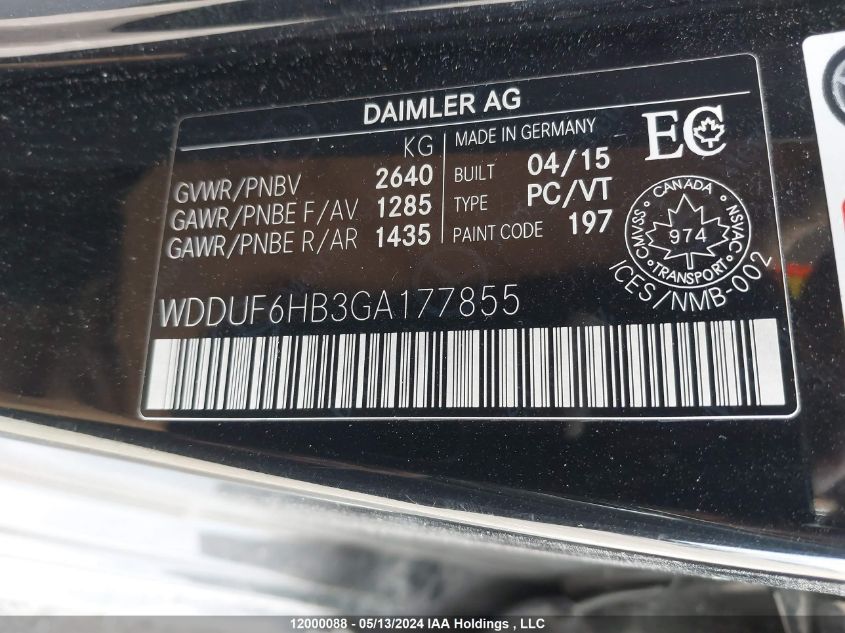 DAIMLER AG
KG
GVWR/PNBV 2640
GAWR/PNBE F/AV 1285
GAWR/PNBE R/AR 1435
MADE IN GERMANY
BUILT 04/15
TYPE PC/VT
PAINT CODE 197
EC
CANADA
CMVSS 974 NSVAC
TRANSPORT
ICES/NMB-002
WDDUF6HB3GA177855
12000088 - 05/13/2024 IAA Holdings , LLC